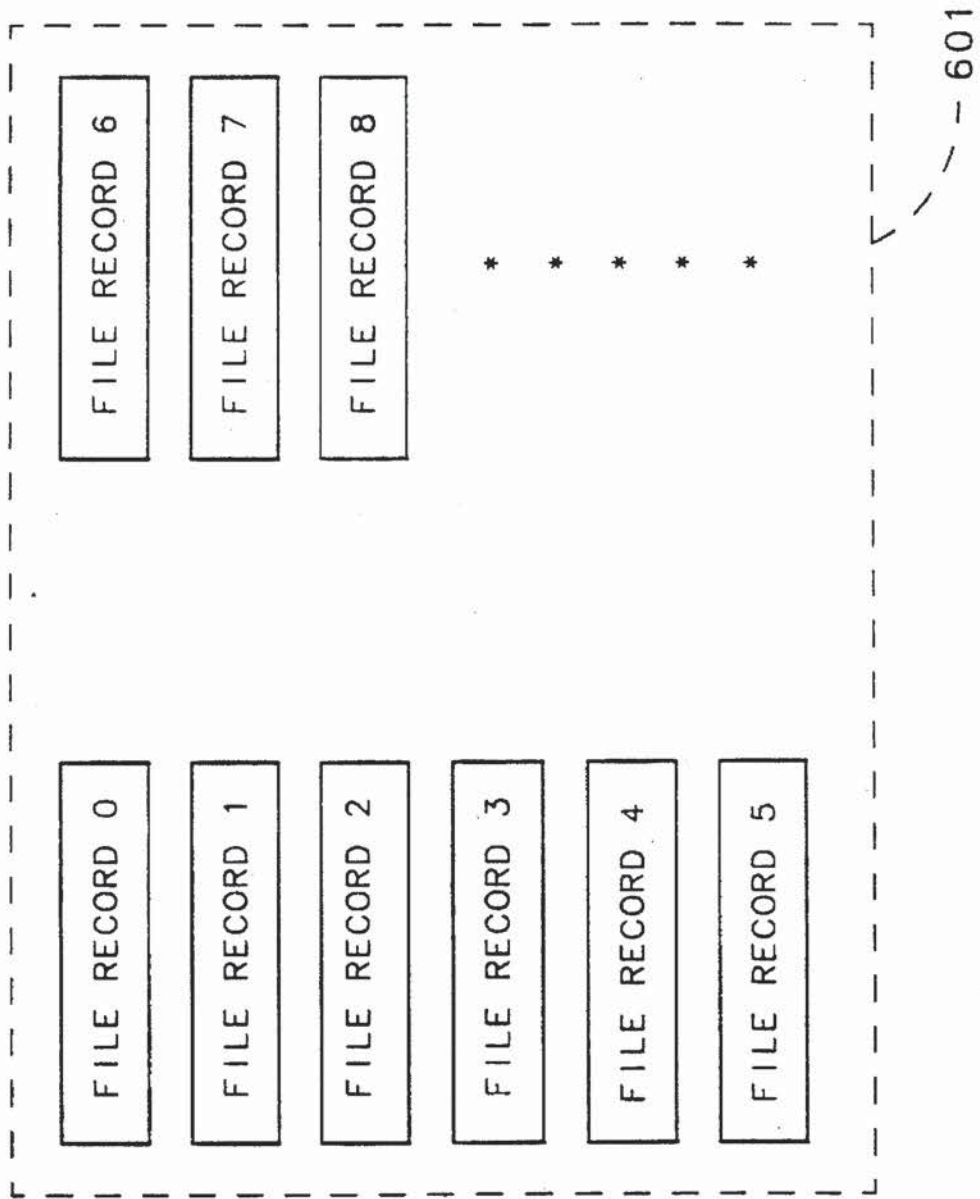 FILE RECORD 0
FILE RECORD 1
FILE RECORD 2
FILE RECORD 3
FILE RECORD 4
FILE RECORD 5
FILE RECORD 6
FILE RECORD 7
FILE RECORD 8
*
*
*
*
*
601